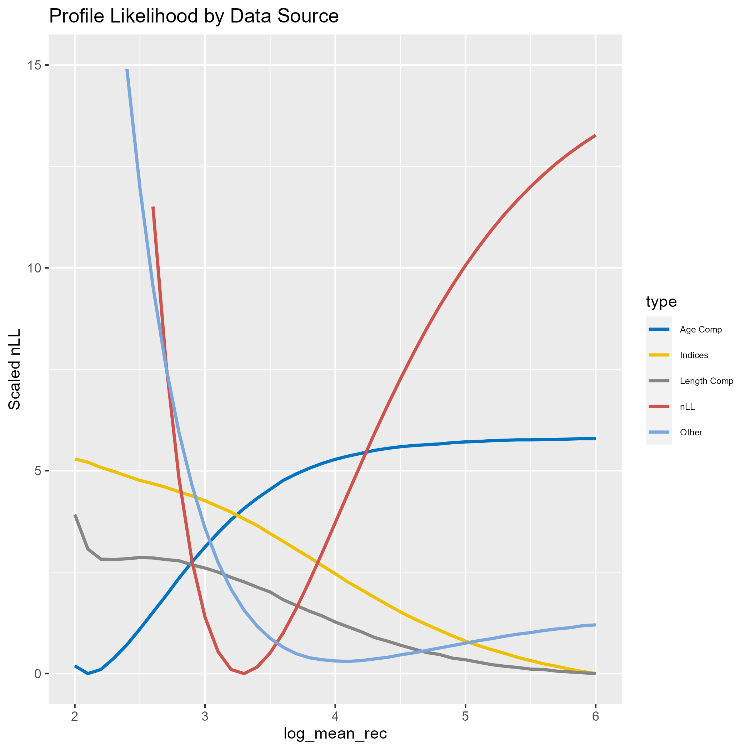 Profile Likelihood by Data Source
15
10
5
0
Scaled nLL
2 3 4 5 6
log_mean_rec
type
Age Comp
Indices
Length Comp
nLL
Other